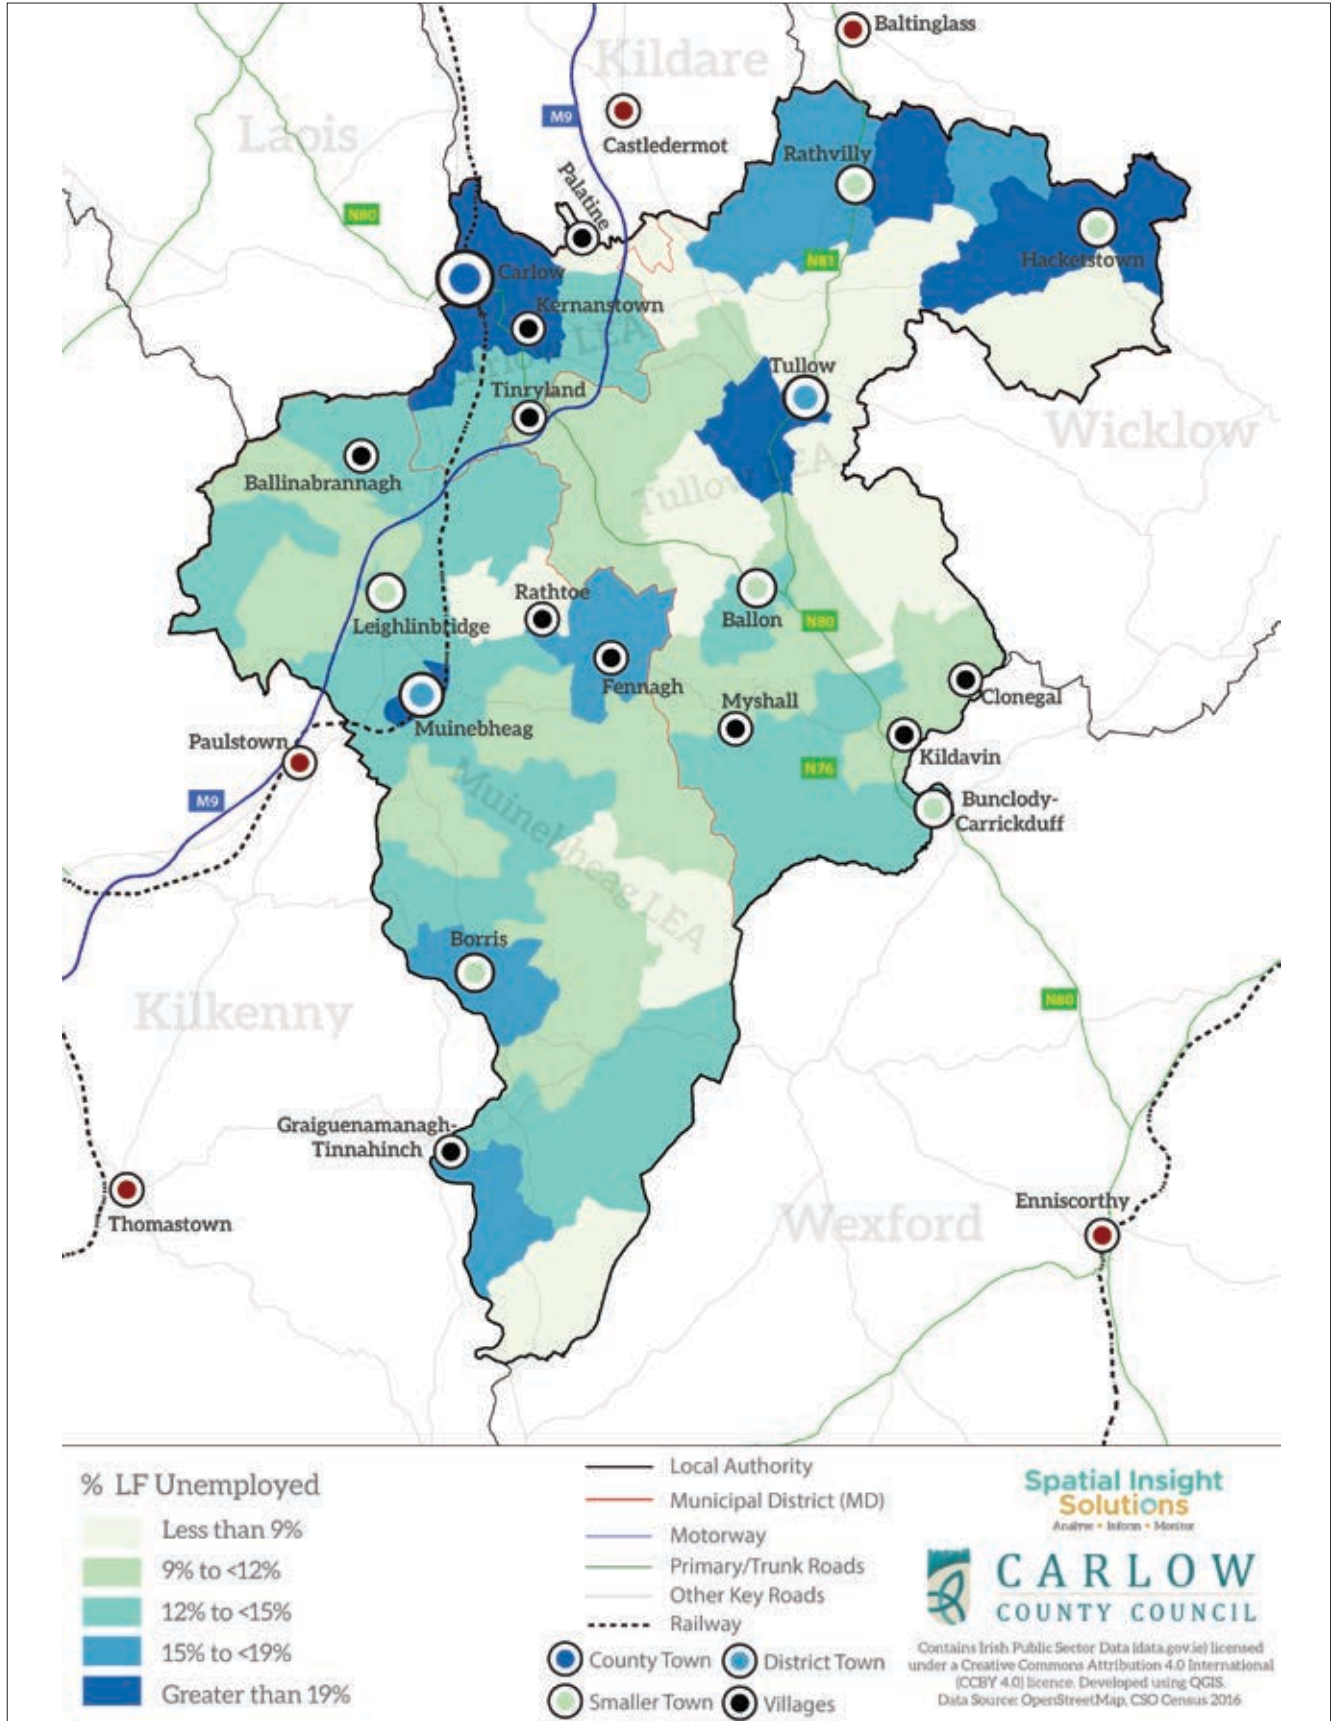 Baltinglass
Kildare
M9
Castledermot
Laois
Rathvilly
Palatine
N80
Hacketstown
Carlow
N81
Kernanstown
LEA
Tullow
Tinryland
Wicklow
Ballinabrannagh
Tullow LEA
Rathtoe
Ballon
N80
Leighlinbridge
Fennagh
Clonegal
Myshall
Muinebheag
Kildavin
Paulstown
N76
Bunclody-
Carrickduff
M9
Muinebheag LEA
Borris
N80
Kilkenny
Graiguenamanagh-
Tinnahinch
Thomastown
Wexford
Enniscorthy
% LF Unemployed
Less than 9%
9% to <12%
12% to <15%
15% to <19%
Greater than 19%
Local Authority
Municipal District (MD)
Motorway
Primary/Trunk Roads
Other Key Roads
Railway
County Town
District Town
Smaller Town
Villages
Spatial Insight
Solutions
Analyse • Inform • Monitor
CARLOW
COUNTY COUNCIL
Contains Irish Public Sector Data (data.gov.ie) licensed
under a Creative Commons Attribution 4.0 International
(CCBY 4.0) licence. Developed using QGIS.
Data Source: OpenStreetMap, CSO Census 2016